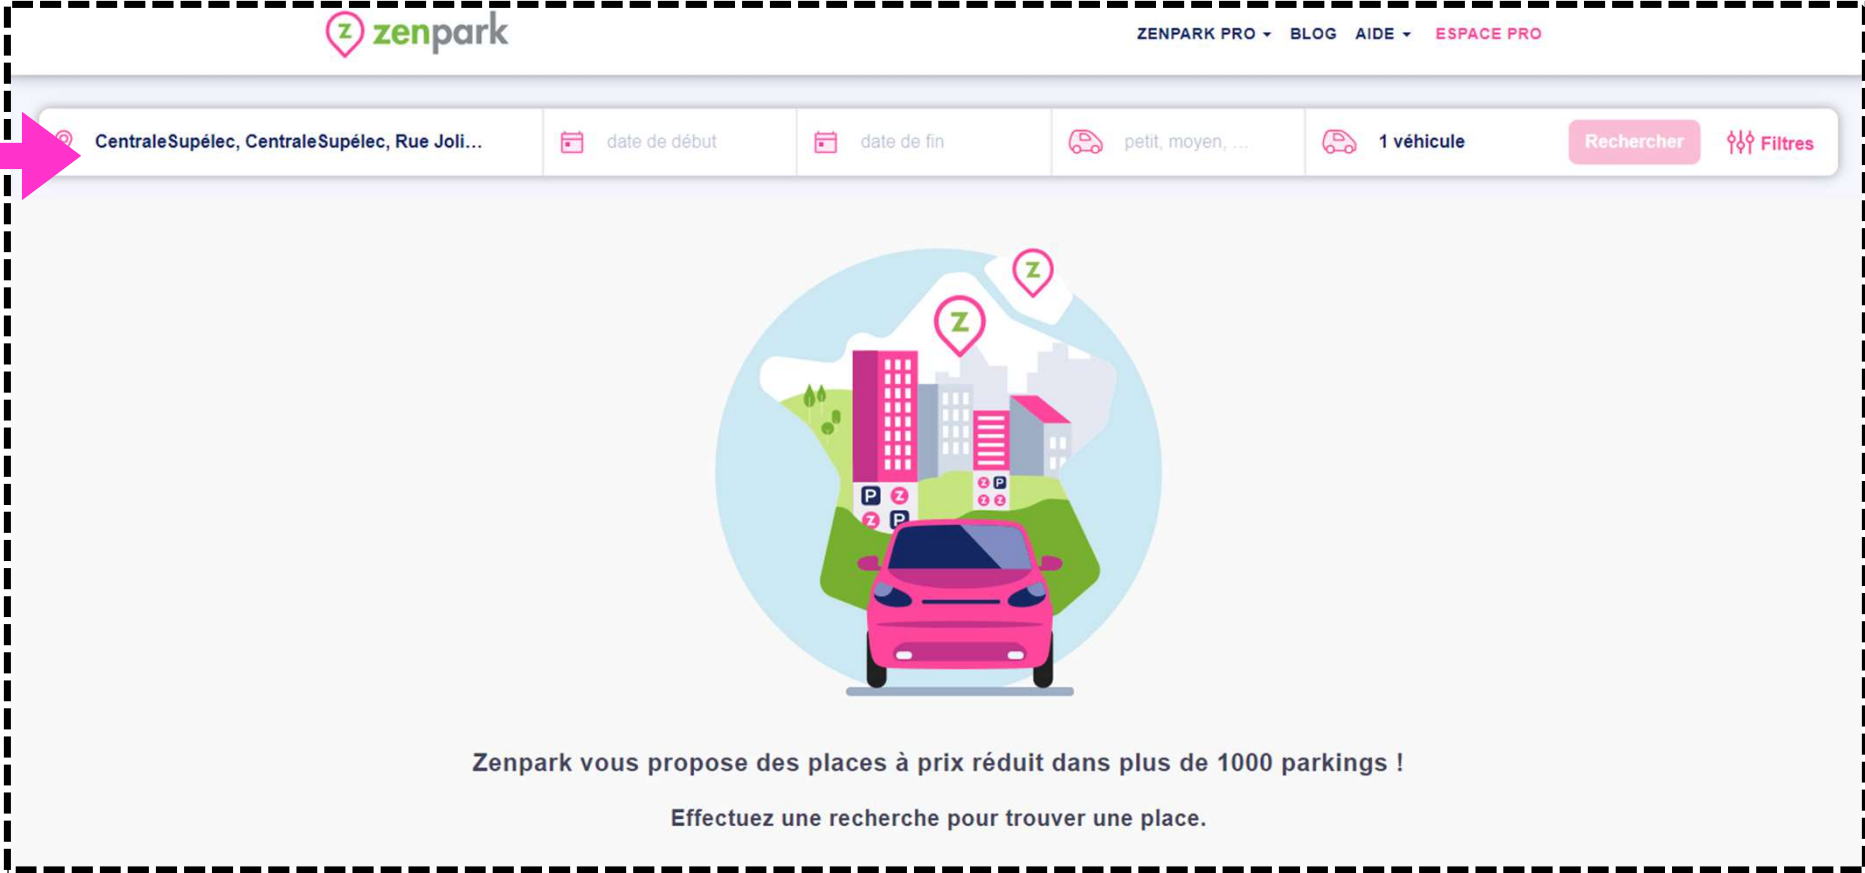 Z zenpark
ZENPARK PRO BLOG AIDE ESPACE PRO
CentraleSupélec, CentraleSupélec, Rue Joli... date de début date de fin petit, moyen, ... 1 véhicule Rechercher Filtres
Z
Z
P Z
Z P
Z P
Z Z
Zenpark vous propose des places à prix réduit dans plus de 1000 parkings !
Effectuez une recherche pour trouver une place.